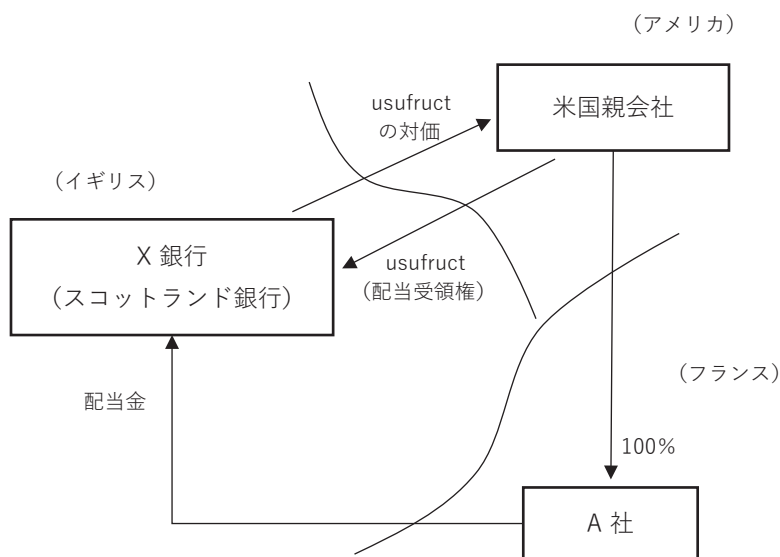 （アメリカ）
米国親会社
usufruct
の対価
（イギリス）
X 銀行
（スコットランド銀行）
usufruct
（配当受領権）
（フランス）
配当金
100%
A 社